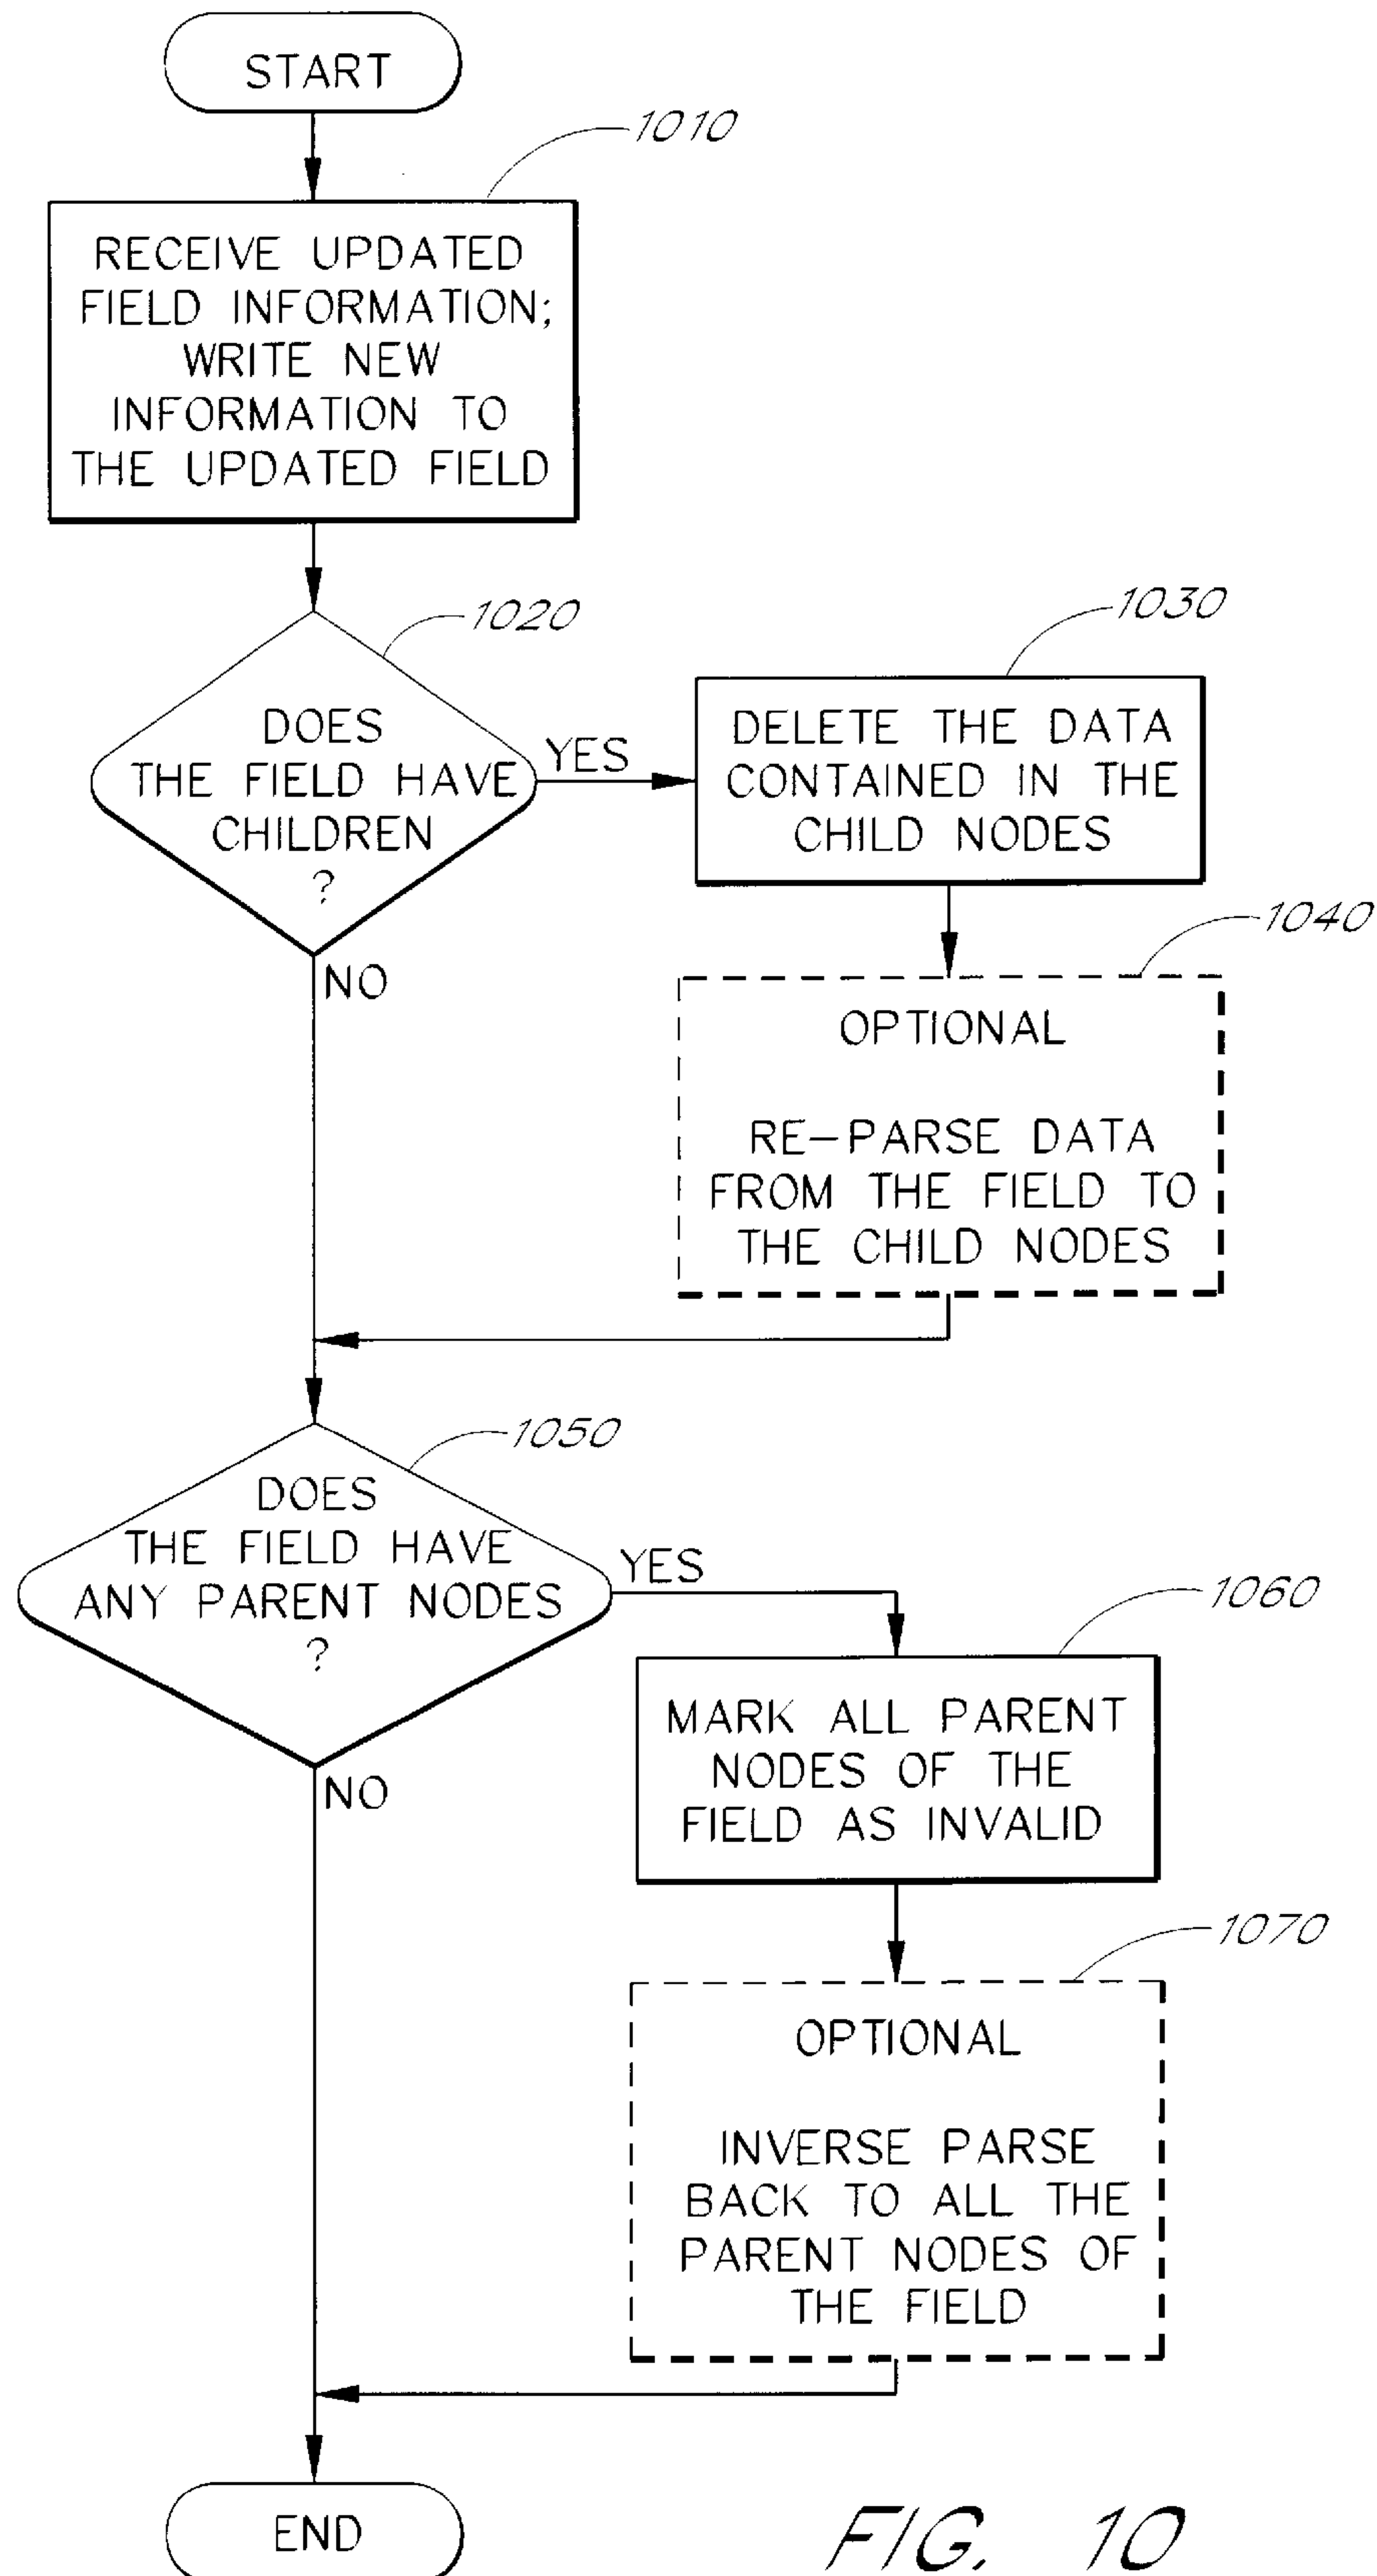 START
1010
RECEIVE UPDATED
FIELD INFORMATION;
WRITE NEW
INFORMATION TO
THE UPDATED FIELD
1020
DOES
THE FIELD HAVE
CHILDREN
?
YES
NO
1030
DELETE THE DATA
CONTAINED IN THE
CHILD NODES
1040
OPTIONAL
RE-PARSE DATA
FROM THE FIELD TO
THE CHILD NODES
1050
DOES
THE FIELD HAVE
ANY PARENT NODES
?
YES
NO
1060
MARK ALL PARENT
NODES OF THE
FIELD AS INVALID
1070
OPTIONAL
INVERSE PARSE
BACK TO ALL THE
PARENT NODES OF
THE FIELD
END
FIG. 10